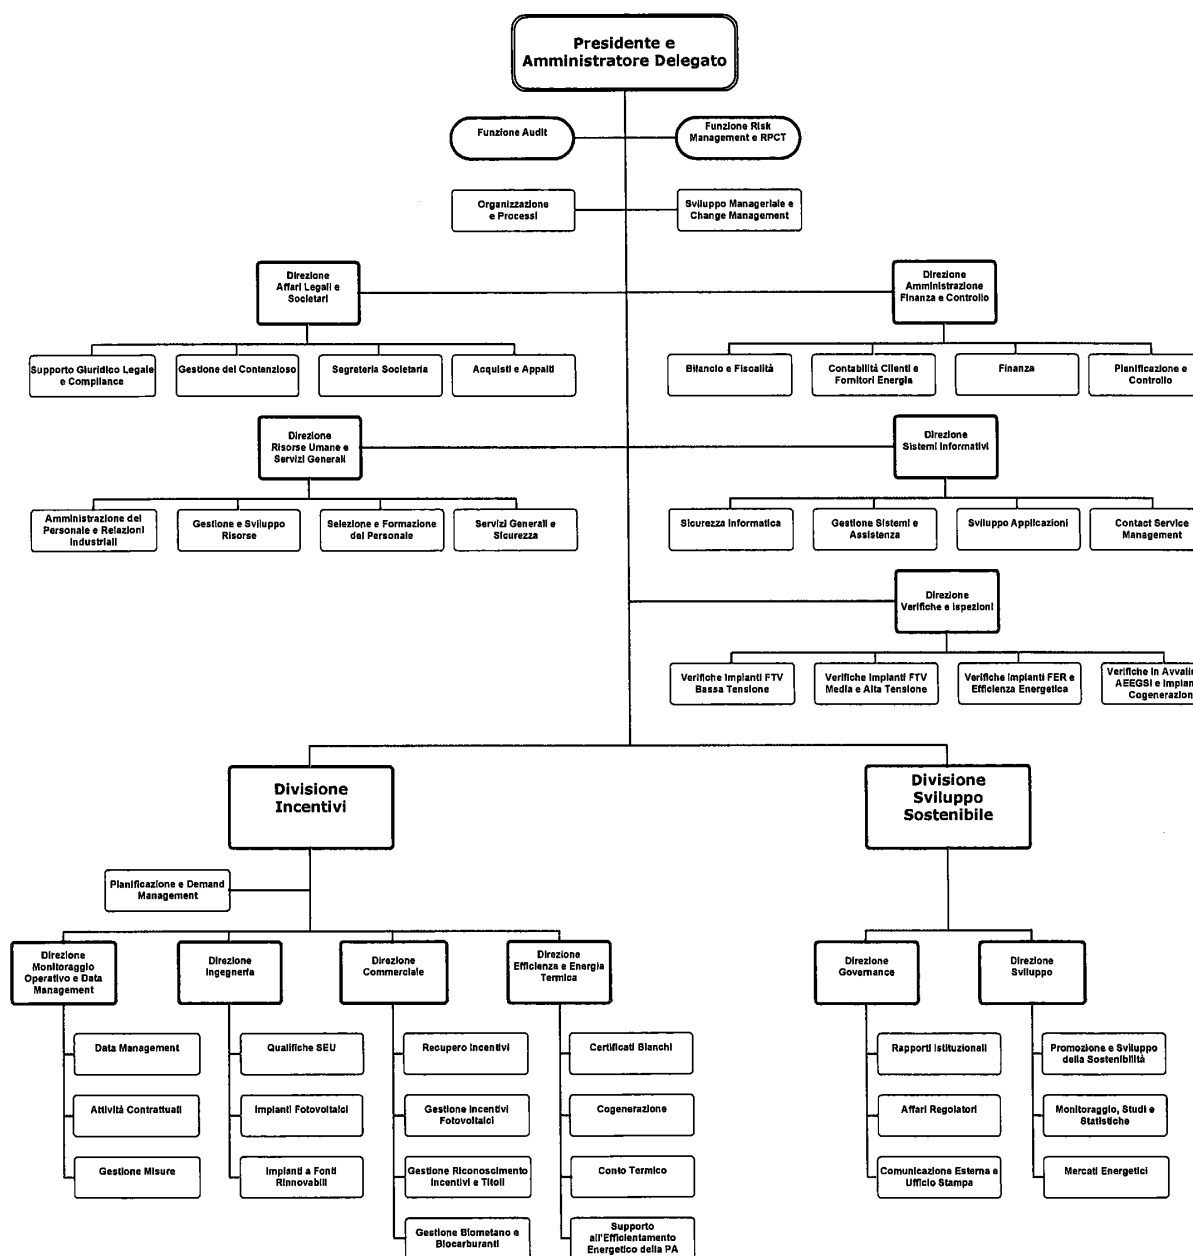 Presidente e
Amministratore Delegato
Funzione Audit
Funzione Risk
Management e RPCT
Organizzazione
e Processi
Sviluppo Manageriale e
Change Management
Direzione
Affari Legali e
Societari
Direzione
Amministrazione
Finanza e Controllo
Supporto Giuridico Legale
e Compliance
Gestione del Contenzioso
Segreteria Societaria
Acquisti e Appalti
Bilancio e Fiscalità
Contabilità Clienti e
Fornitori Energia
Finanza
Pianificazione e
Controllo
Direzione
Risorse Umane e
Servizi Generali
Direzione
Sistemi Informativi
Amministrazione del
Personale e Relazioni
Industriali
Gestione e Sviluppo
Risorse
Selezione e Formazione
del Personale
Servizi Generali e
Sicurezza
Sicurezza Informatica
Gestione Sistemi e
Assistenza
Sviluppo Applicazioni
Contact Service
Management
Direzione
Verifiche e Ispezioni
Verifiche Impianti FTV
Bassa Tensione
Verifiche Impianti FTV
Media e Alta Tensione
Verifiche Impianti FER e
Efficienza Energetica
Verifiche in Avvali
AEEGSI e Impian
Cogenerazion
Divisione
Incentivi
Divisione
Sviluppo
Sostenibile
Pianificazione e Demand
Management
Direzione
Monitoraggio
Operativo e Data
Management
Direzione
Ingegneria
Direzione
Commerciale
Direzione
Efficienza e Energia
Termica
Direzione
Governance
Direzione
Sviluppo
Data Management
Attività Contrattuali
Gestione Misure
Qualifiche SEU
Impianti Fotovoltaici
Impianti a Fonti
Rinnovabili
Recupero Incentivi
Gestione Incentivi
Fotovoltaici
Gestione Riconoscimento
Incentivi e Titoli
Gestione Biometano e
Biocarburanti
Certificati Bianchi
Cogenerazione
Conto Termico
Supporto
all'Efficientamento
Energetico della PA
Rapporti Istituzionali
Affari Regolatori
Comunicazione Esterna e
Ufficio Stampa
Promozione e Sviluppo
della Sostenibilità
Monitoraggio, Studi e
Statistiche
Mercati Energetici